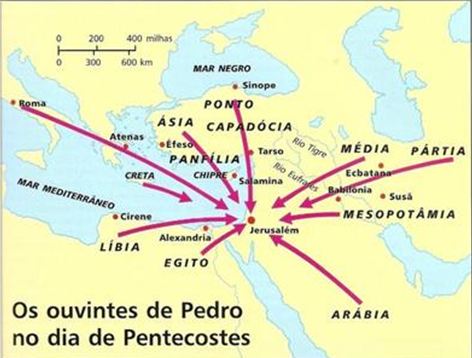 0 200 400 milhas
0 300 600 km
MAR NEGRO
Sinope
Roma
PONTO
ÁSIA
CAPADÓCIA
Atenas
Éfeso
PANFÍLIA
Tarso
Rio Tigre
MÉDIA
PÁRTIA
CRETA
CHIPRE
Salamina
Rio Eufrates
Ecbatana
Babilônia
Susã
MAR MEDITERRÂNEO
Cirene
MESOPOTÂMIA
Jerusalém
Alexandria
LÍBIA
EGITO
ARÁBIA
Os ouvintes de Pedro
no dia de Pentecostes